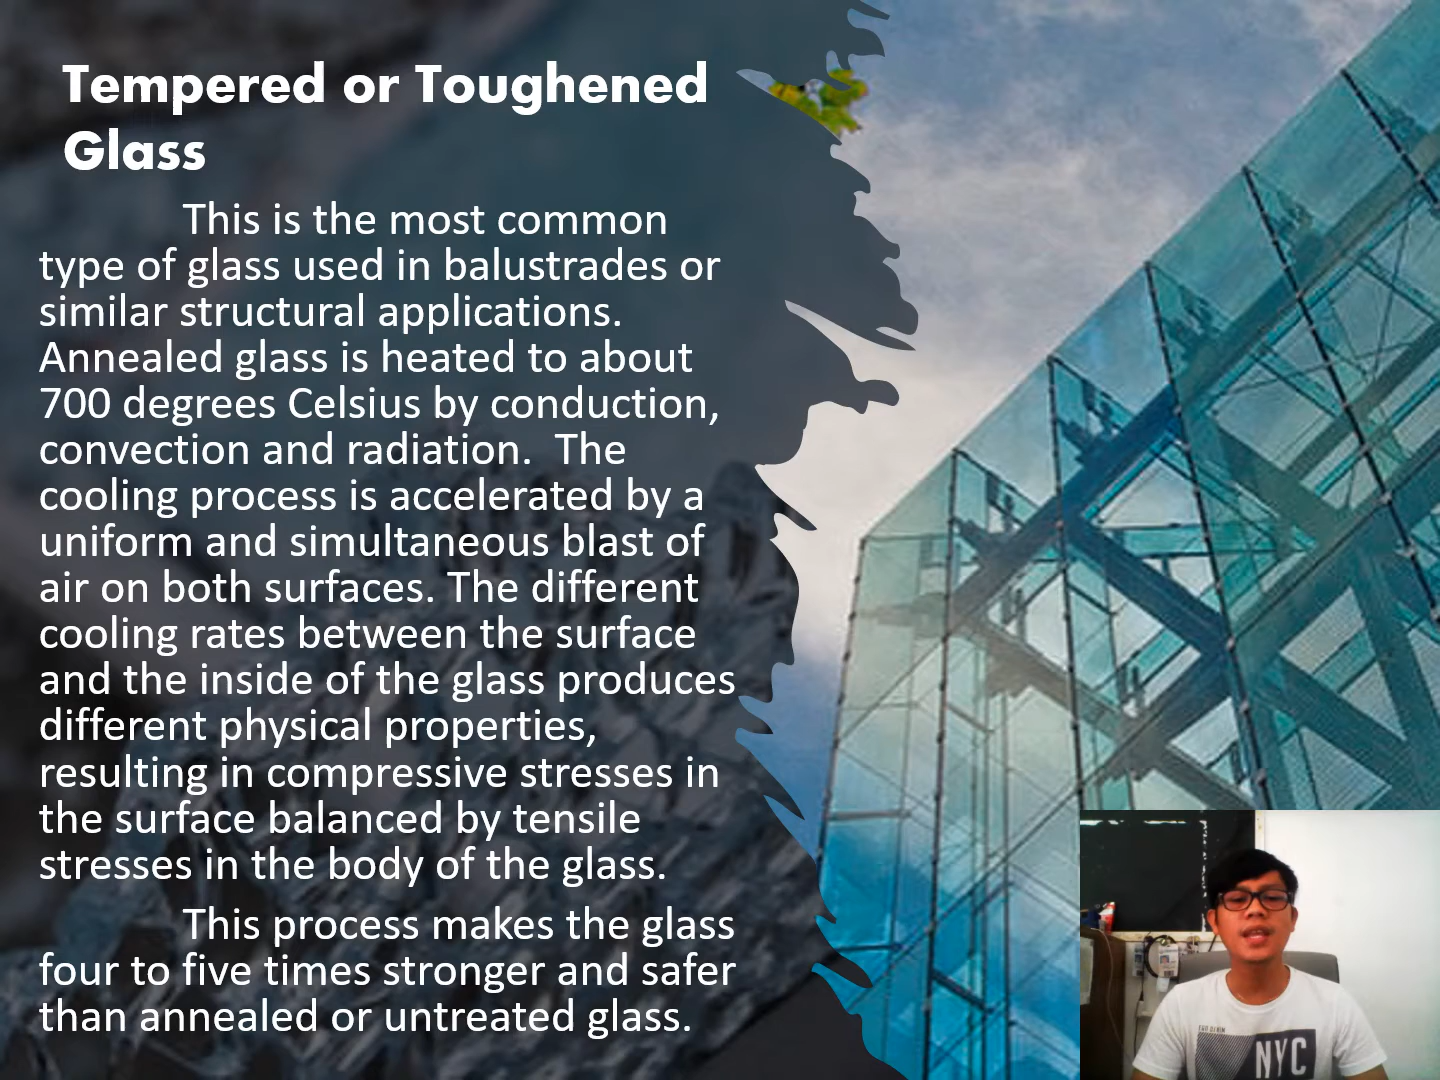 Tempered or Toughened
Glass
This is the most common
type of glass used in balustrades or
similar structural applications.
Annealed glass is heated to about
700 degrees Celsius by conduction,
convection and radiation.  The
cooling process is accelerated by a
uniform and simultaneous blast of
air on both surfaces. The different
cooling rates between the surface
and the inside of the glass produces
different physical properties,
resulting in compressive stresses in
the surface balanced by tensile
stresses in the body of the glass.
This process makes the glass
four to five times stronger and safer
than annealed or untreated glass.
NYC